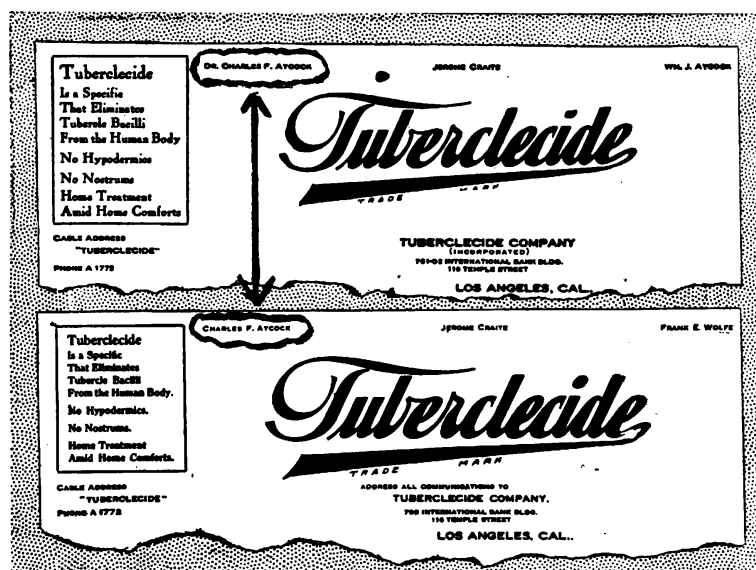 DR. CHARLES F. AYCOCK
JEROME CRAITE
WM. J. AYCOCK
Tuberclecide
Is a Specific
That Eliminates
Tubercle Bacilli
From the Human Body
No Hypodermics
No Nostrums
Home Treatment
Amid Home Comforts
CABLE ADDRESS
"TUBERCLECIDE"
PHONE A 1772
Tuberclecide
TRADE MARK
TUBERCLECIDE COMPANY
(INCORPORATED)
701-02 INTERNATIONAL BANK BLDG.
116 TEMPLE STREET
LOS ANGELES, CAL..
CHARLES F. AYCOCK
JEROME CRAITE
FRANK E. WOLFE
Tuberclecide
Is a Specific
That Eliminates
Tubercle Bacilli
From the Human Body.
No Hypodermics.
No Nostrums.
Home Treatment
Amid Home Comforts.
CABLE ADDRESS
"TUBERCLECIDE"
PHONE A 1772
Tuberclecide
TRADE MARK
ADDRESS ALL COMMUNICATIONS TO
TUBERCLECIDE COMPANY,
INTERNATIONAL BANK BLDG.
116 TEMPLE STREET
LOS ANGELES, CAL..